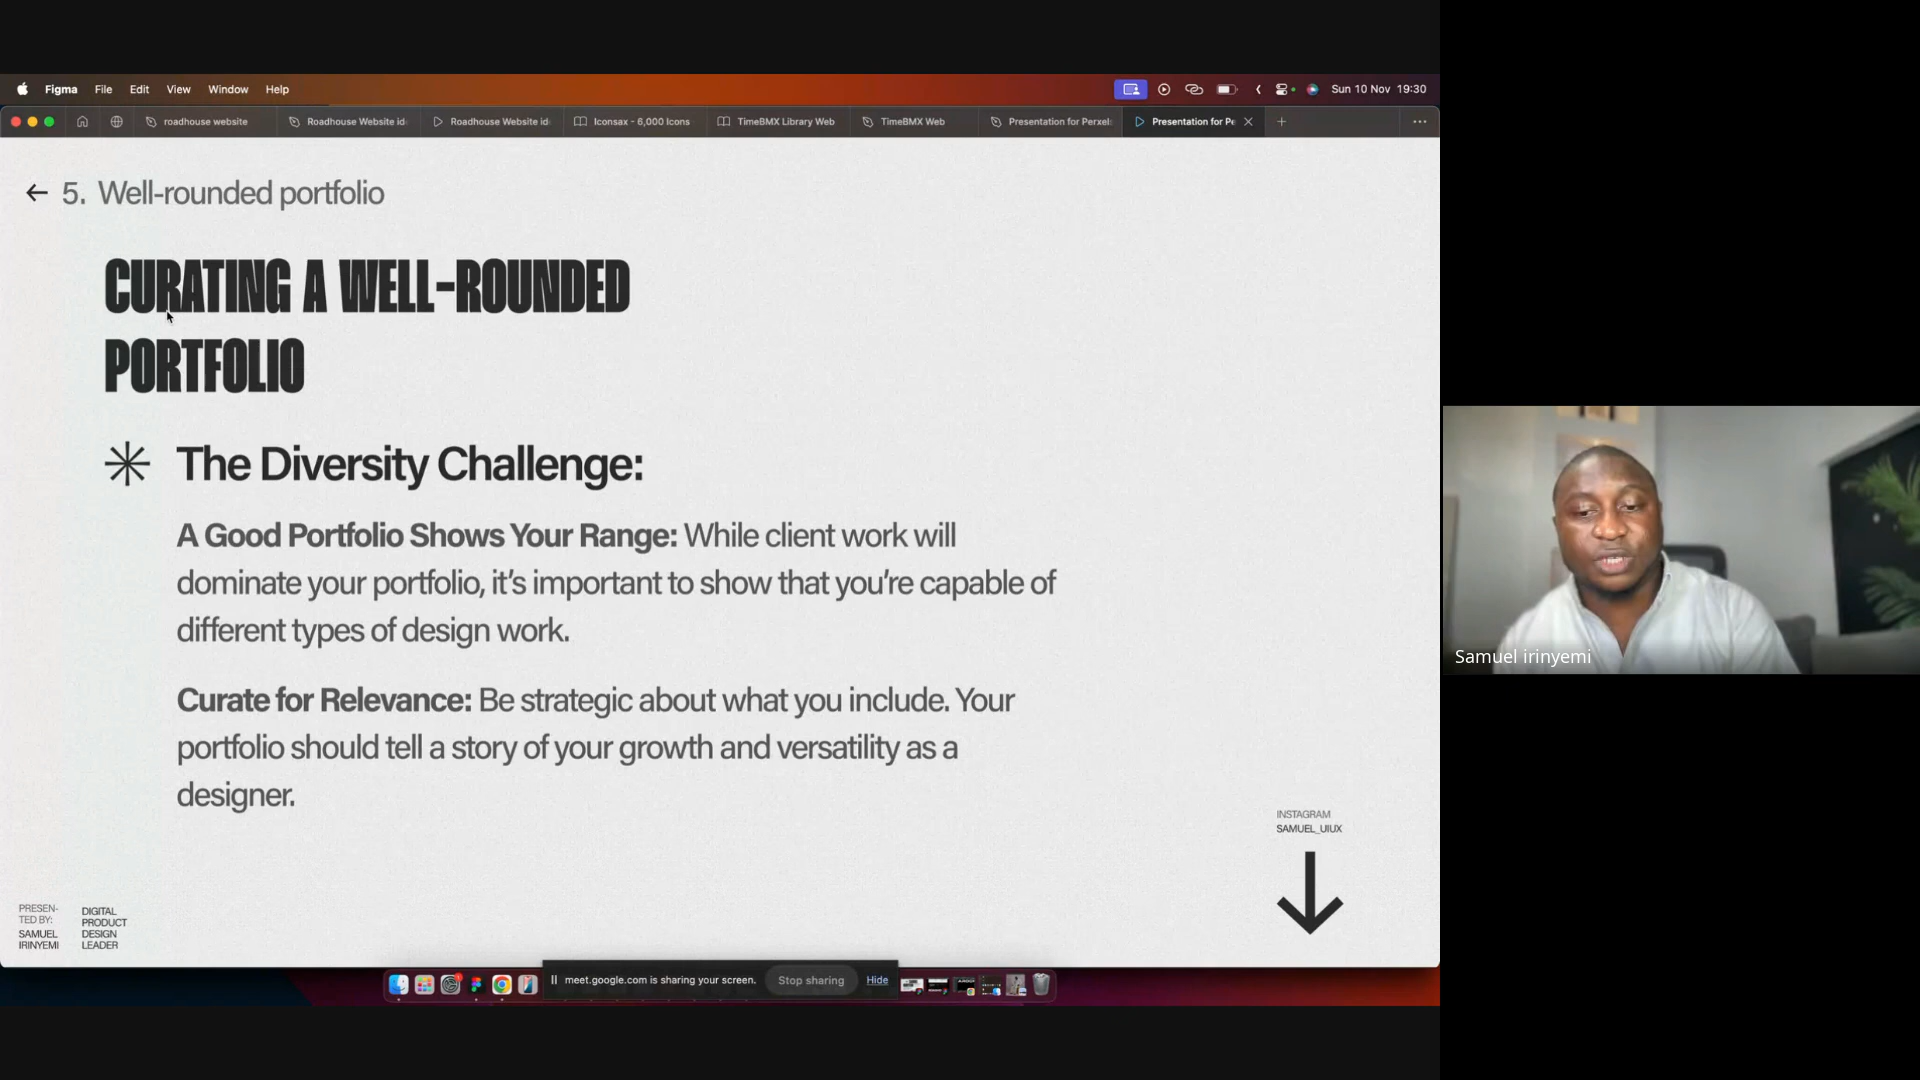 Figma File Edit View Window Help Sun 10 Nov 19:30
roadhouse website Roadhouse Website id Roadhouse Website id Iconsax - 6,000 Icons TimeBMX Library Web TimeBMX Web Presentation for Perxel Presentation for Pe
5. Well-rounded portfolio
CURATING A WELL-ROUNDED
PORTFOLIO
The Diversity Challenge:
A Good Portfolio Shows Your Range: While client work will
dominate your portfolio, it's important to show that you're capable of
different types of design work.
Curate for Relevance: Be strategic about what you include. Your
portfolio should tell a story of your growth and versatility as a
designer.
INSTAGRAM
SAMUEL_UIUX
PRESEN-
TED BY:
SAMUEL
IRINYEMI
DIGITAL
PRODUCT
DESIGN
LEADER
meet.google.com is sharing your screen. Stop sharing Hide
Samuel irinyemi